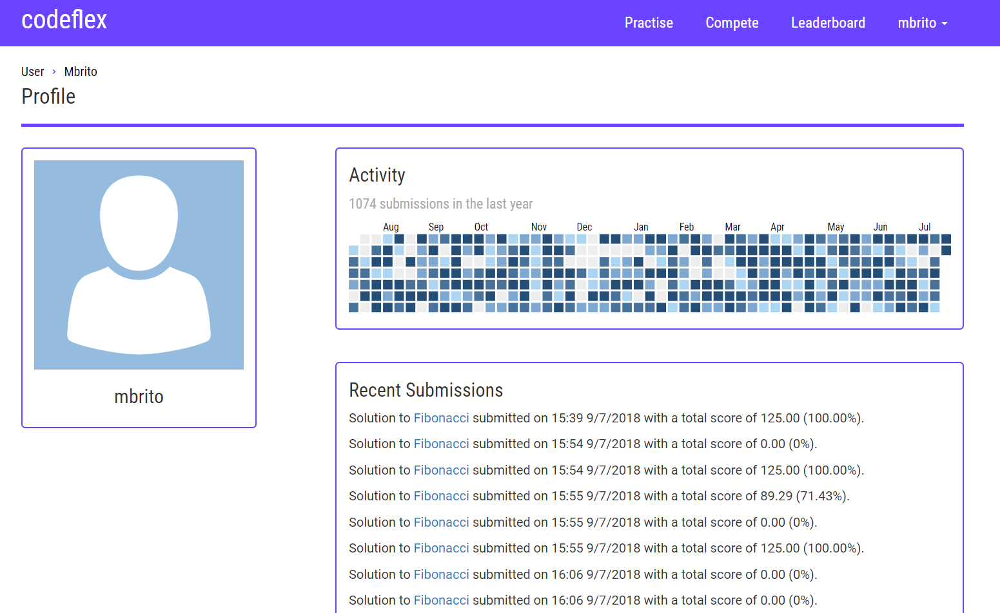 codeflex
Practise Compete Leaderboard mbrito
User › Mbrito
Profile
mbrito
Activity
1074 submissions in the last year
Aug Sep Oct Nov Dec Jan Feb Mar Apr May Jun Jul
Recent Submissions
Solution to Fibonacci submitted on 15:39 9/7/2018 with a total score of 125.00 (100.00%).
Solution to Fibonacci submitted on 15:54 9/7/2018 with a total score of 0.00 (0%).
Solution to Fibonacci submitted on 15:54 9/7/2018 with a total score of 125.00 (100.00%).
Solution to Fibonacci submitted on 15:55 9/7/2018 with a total score of 89.29 (71.43%).
Solution to Fibonacci submitted on 15:55 9/7/2018 with a total score of 0.00 (0%).
Solution to Fibonacci submitted on 15:55 9/7/2018 with a total score of 125.00 (100.00%).
Solution to Fibonacci submitted on 16:06 9/7/2018 with a total score of 0.00 (0%).
Solution to Fibonacci submitted on 16:06 9/7/2018 with a total score of 0.00 (0%).